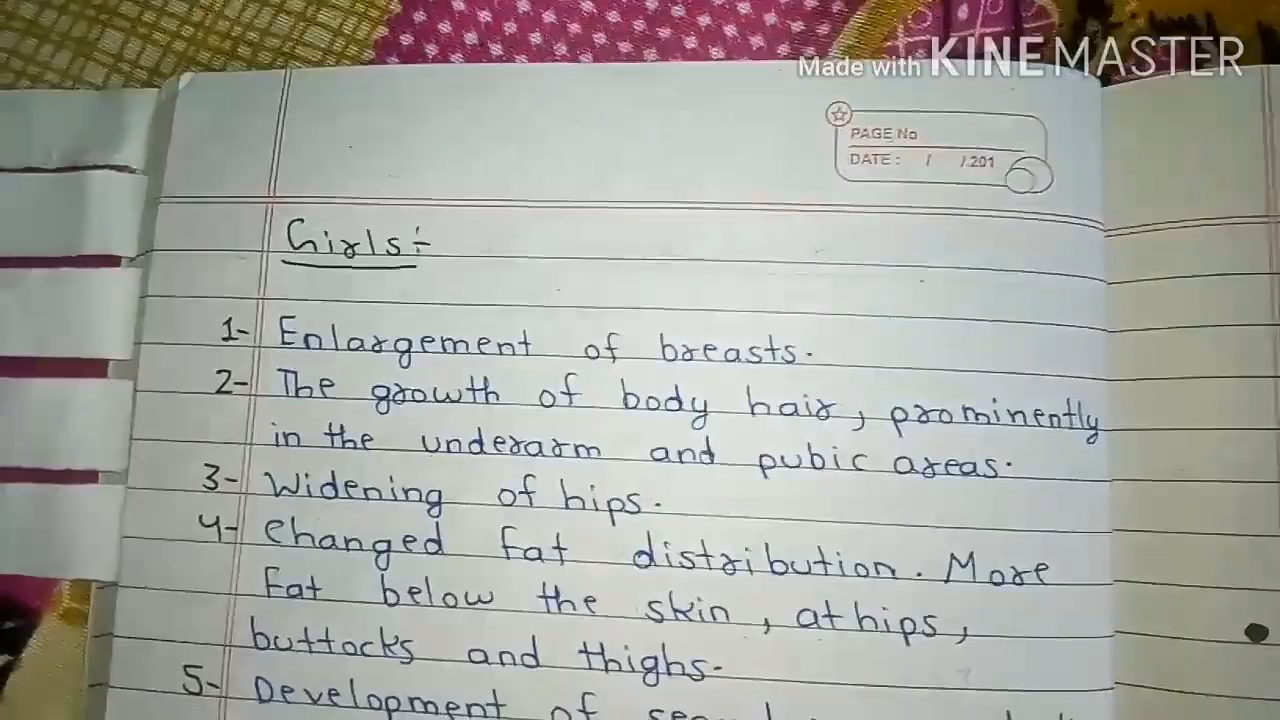 Made with KINEMASTER
PAGE No
DATE: / /201
Girls:-
1- Enlargement of breasts.
2- The growth of body hair, prominently
in the underarm and pubic areas.
3- Widening of hips.
4- Changed fat distribution. More
fat below the skin, at hips,
buttocks and thighs.
5- Development of